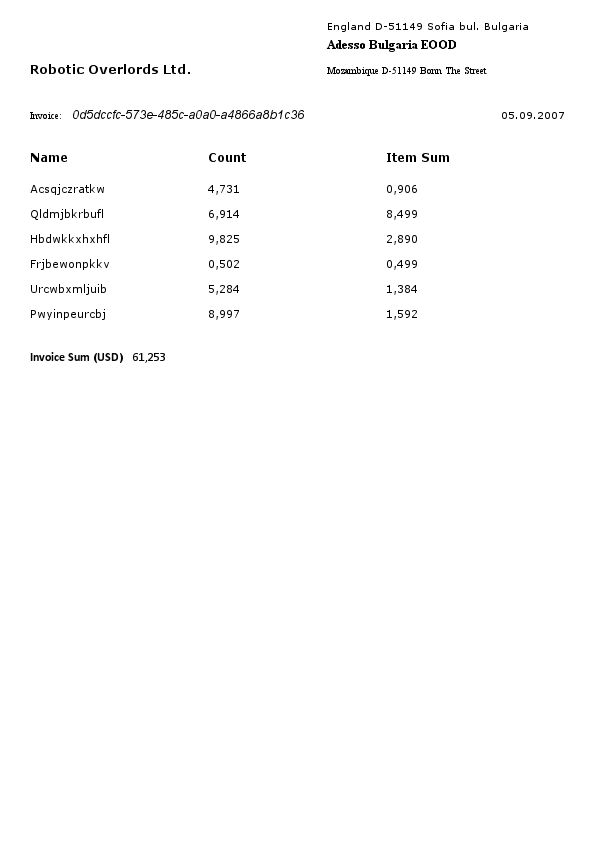 England D-51149 Sofia bul. Bulgaria
Adesso Bulgaria EOOD
Robotic Overlords Ltd. Mozambique D-51149 Bonn The Street
Invoice: 0d5dccfc-573e-485c-a0a0-a4866a8b1c36 05.09.2007
Name Count Item Sum
Acsqjczratkw 4,731 0,906
Qldmjbkrbufl 6,914 8,499
Hbdwkkxhxhfl 9,825 2,890
Frjbewonpkkv 0,502 0,499
Urcwbxmljuib 5,284 1,384
Pwyinpeurcbj 8,997 1,592
Invoice Sum (USD) 61,253